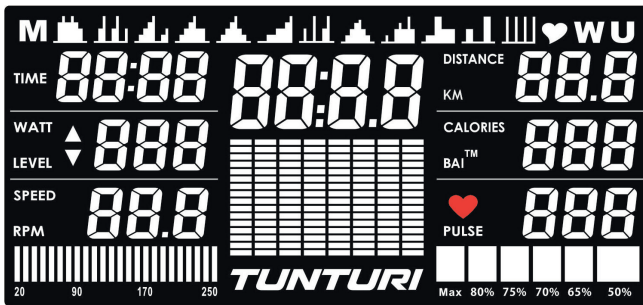 M WU
TIME 88:88
88:8.8
DISTANCE
KM 88.8
WATT
LEVEL 888
CALORIES
BAI™ 888
SPEED
RPM 88.8
PULSE 888
20 90 170 250
TUNTURI
Max 80% 75% 70% 65% 50%